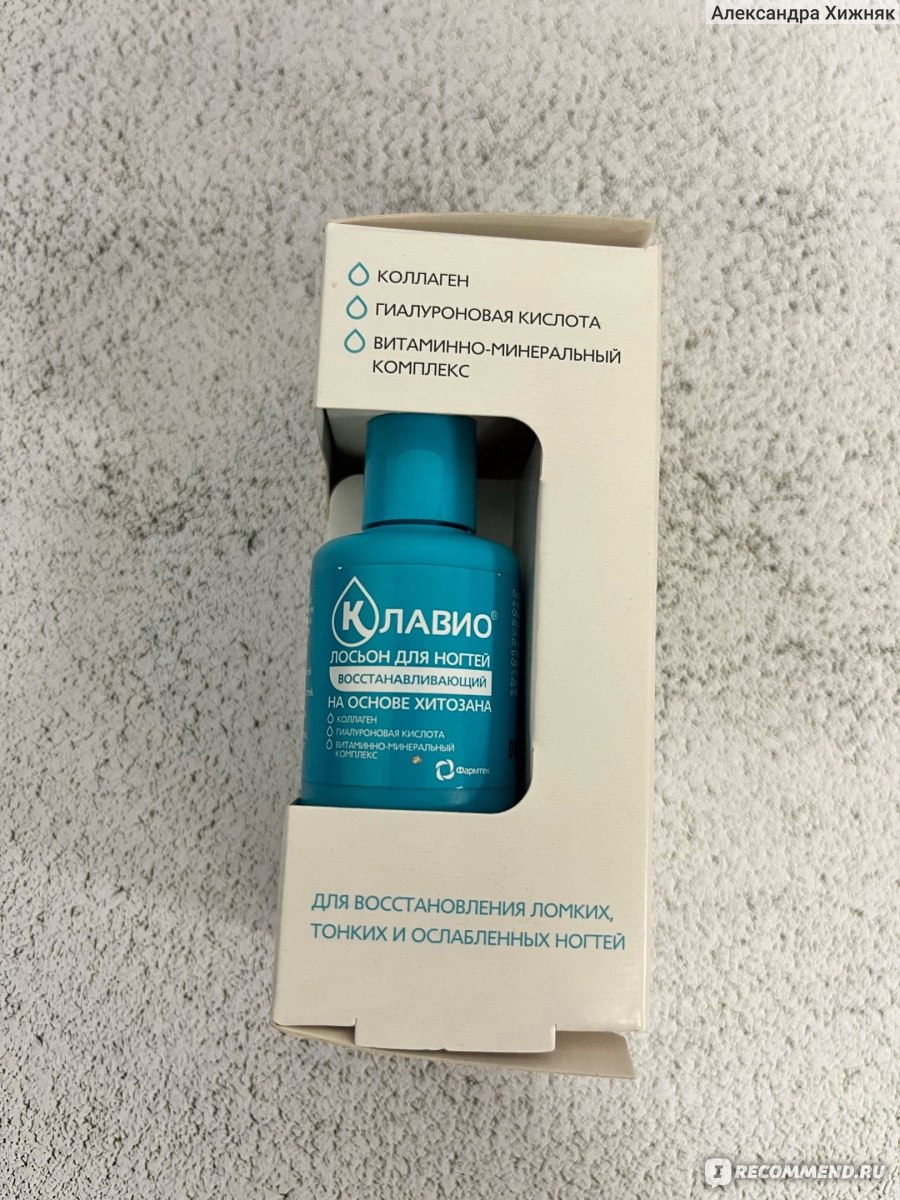 Александра Хижняк
КОЛЛАГЕН
ГИАЛУРОНОВАЯ КИСЛОТА
ВИТАМИННО-МИНЕРАЛЬНЫЙ
КОМПЛЕКС
КЛАВИО®
ЛОСЬОН ДЛЯ НОГТЕЙ
ВОССТАНАВЛИВАЮЩИЙ
НА ОСНОВЕ ХИТОЗАНА
КОЛЛАГЕН
ГИАЛУРОНОВАЯ КИСЛОТА
ВИТАМИННО-МИНЕРАЛЬНЫЙ
КОМПЛЕКС
Фармтек
ДЛЯ ВОССТАНОВЛЕНИЯ ЛОМКИХ,
ТОНКИХ И ОСЛАБЛЕННЫХ НОГТЕЙ
IRECOMMEND.RU